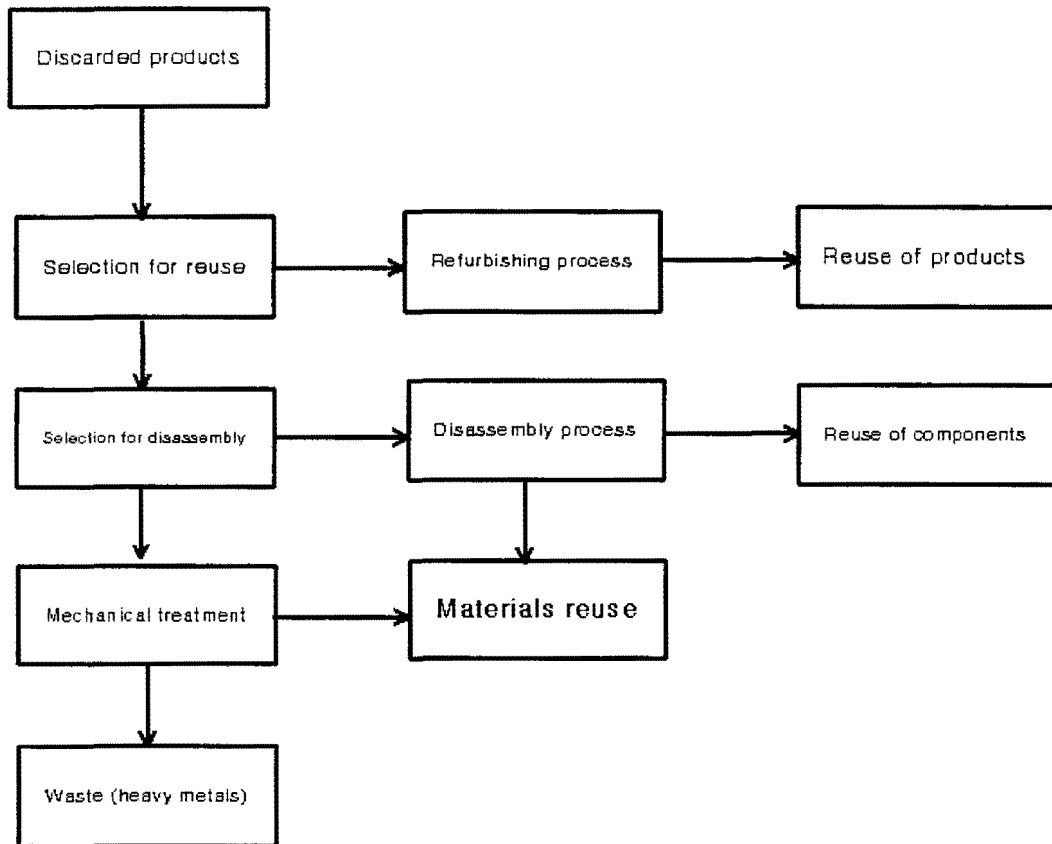 Discarded products
Selection for reuse
Refurbishing process
Reuse of products
Selection for disassembly
Disassembly process
Reuse of components
Mechanical treatment
Materials reuse
Waste (heavy metals)